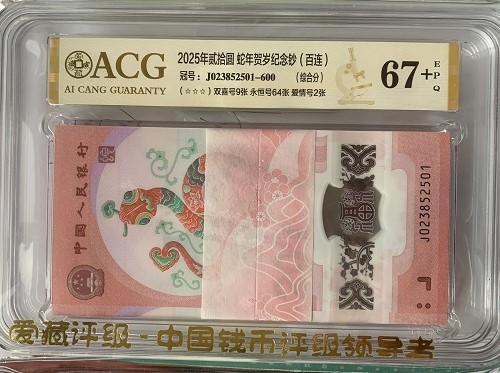 ACG
AI CANG GUARANTY
2025年贰拾圆 蛇年贺岁纪念钞（百连）
冠号：J023852501-600 （综合分）
（☆☆☆）双喜号9张 永恒号64张 爱情号2张
67+
EPQ
中国人民银行
J023852501
爱藏评级·中国钱币评级领导者